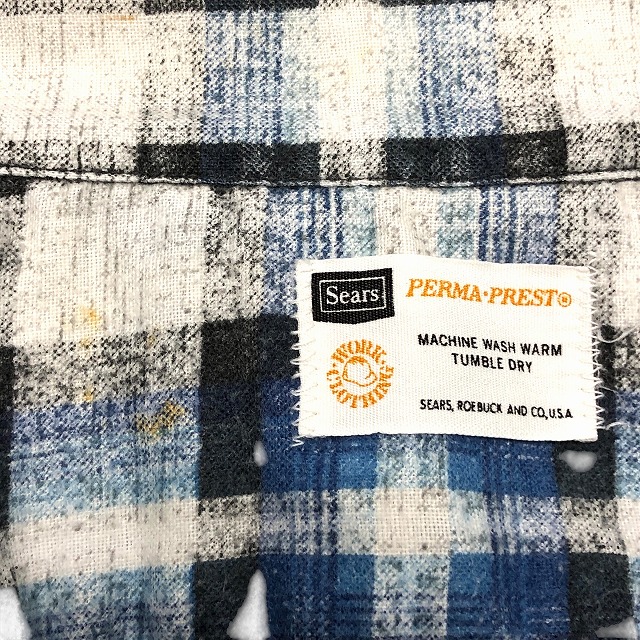 Sears
PERMA·PREST®
WORK CLOTHING
MACHINE WASH WARM
TUMBLE DRY
SEARS, ROEBUCK AND CO, U.S.A.